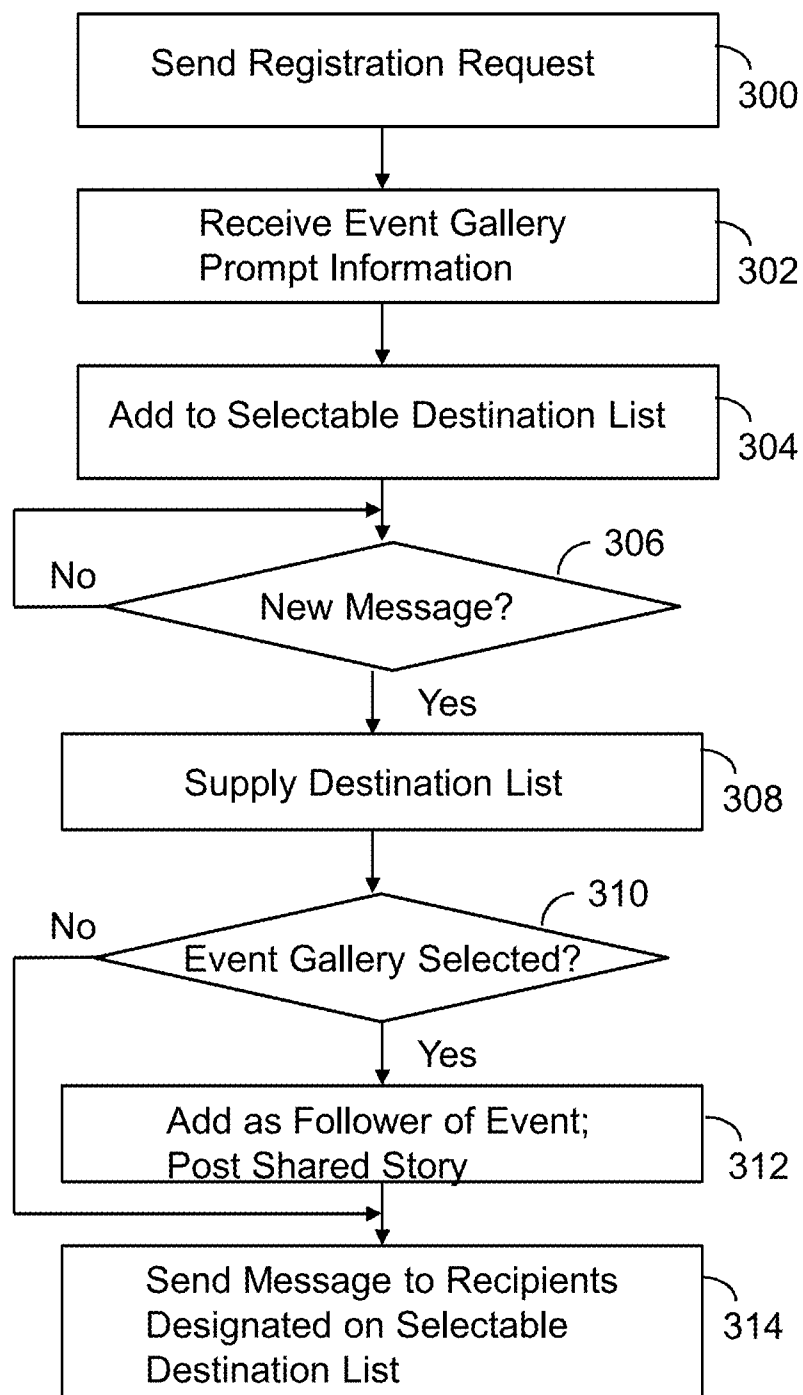 Send Registration Request
300
Receive Event Gallery
Prompt Information
302
Add to Selectable Destination List
304
306
No
New Message?
Yes
Supply Destination List
308
310
No
Event Gallery Selected?
Yes
Add as Follower of Event;
Post Shared Story
312
Send Message to Recipients
Designated on Selectable
Destination List
314